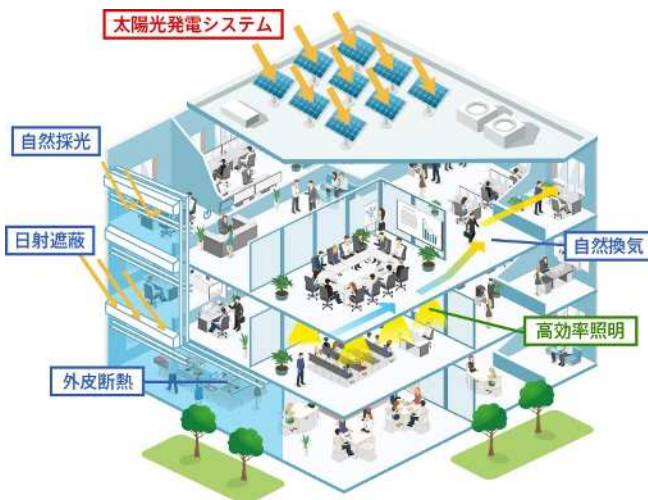 太陽光発電システム
自然採光
日射遮蔽
自然換気
高効率照明
外皮断熱